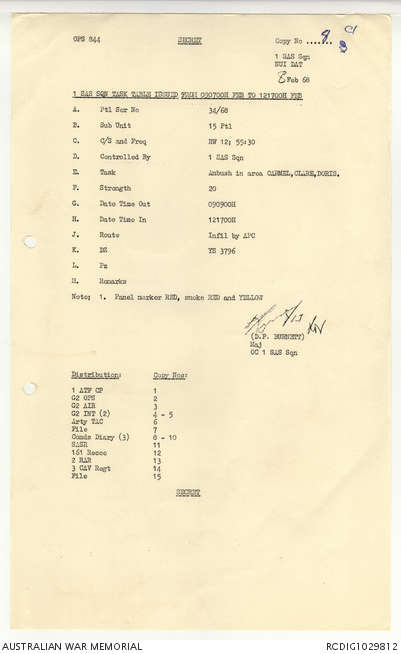 OPS 844
SECRET
Copy No ....8..
1 SAS Sqn
NUI DAT
8 Feb 68
1 SAS SQN TASK TABLE ISSUED FROM 090700H FEB TO 121700H FEB
A. Ptl Ser No 34/68
B. Sub Unit 15 Ptl
C. C/S and Freq BW 12; 55:30
D. Controlled By 1 SAS Sqn
E. Task Ambush in area CARMEL,CLARE,DORIS.
F. Strength 20
G. Date Time Out 090900H
H. Date Time In 121700H
J. Route Infil by APC
K. DZ YS 3796
L. Pz
M. Remarks
Note: 1. Panel marker RED, smoke RED and YELLOW
(D.P. BURNETT)
Maj
OC 1 SAS Sqn
Distribution: Copy Nos:
1 ATF CP 1
G2 OPS 2
G2 AIR 3
G2 INT (2) 4 - 5
Arty TAC 6
File 7
Comds Diary (3) 8 - 10
SASR 11
161 Recce 12
2 RAR 13
3 CAV Regt 14
File 15
SECRET
AUSTRALIAN WAR MEMORIAL
RCDIG1029812